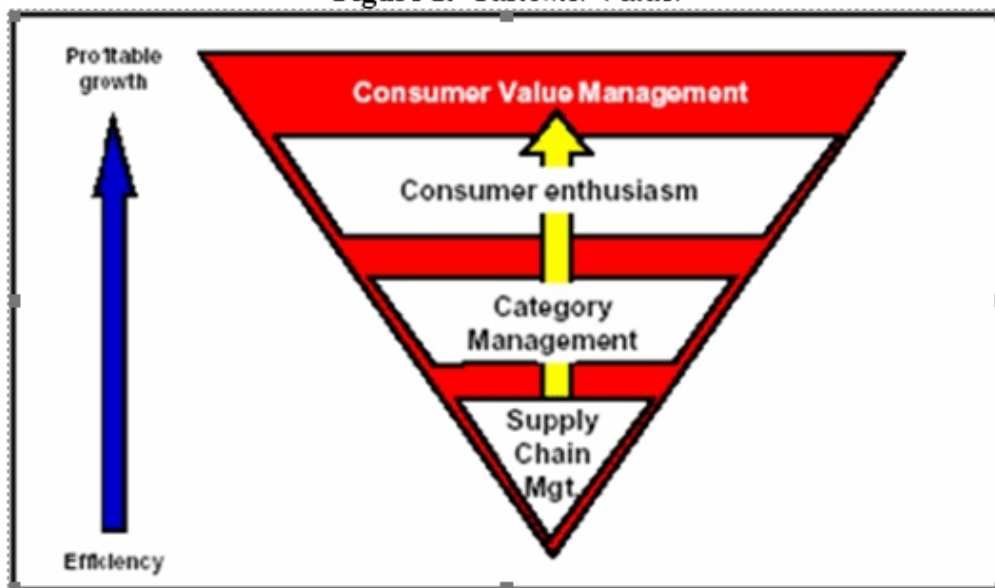 Profitable
growth
Consumer Value Management
Consumer enthusiasm
Category
Management
Supply
Chain
Mgt.
Efficiency